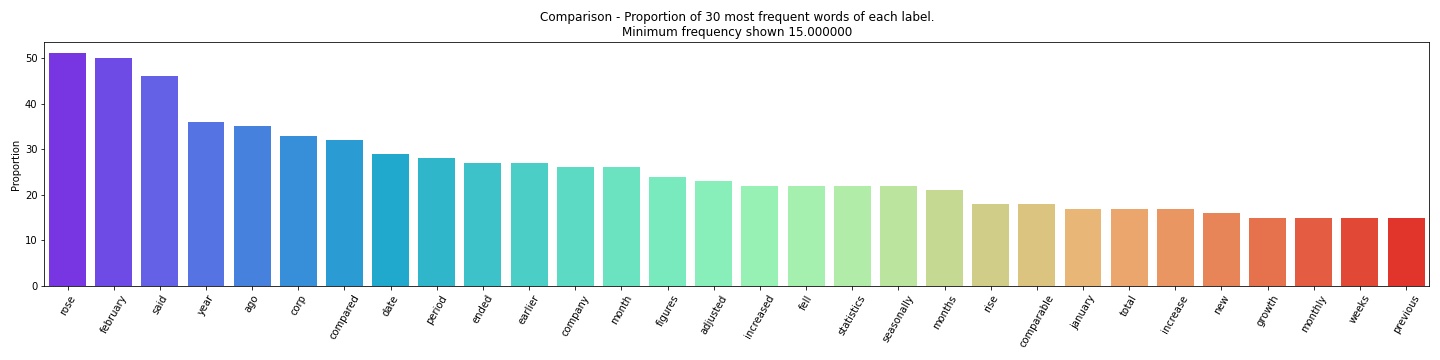 Comparison - Proportion of 30 most frequent words of each label.
Minimum frequency shown 15.000000
Proportion
50
40
30
20
10
0
rose
february
said
year
ago
corp
compared
date
period
ended
earlier
company
month
figures
adjusted
increased
fell
statistics
seasonally
months
rise
comparable
january
total
increase
new
growth
monthly
weeks
previous